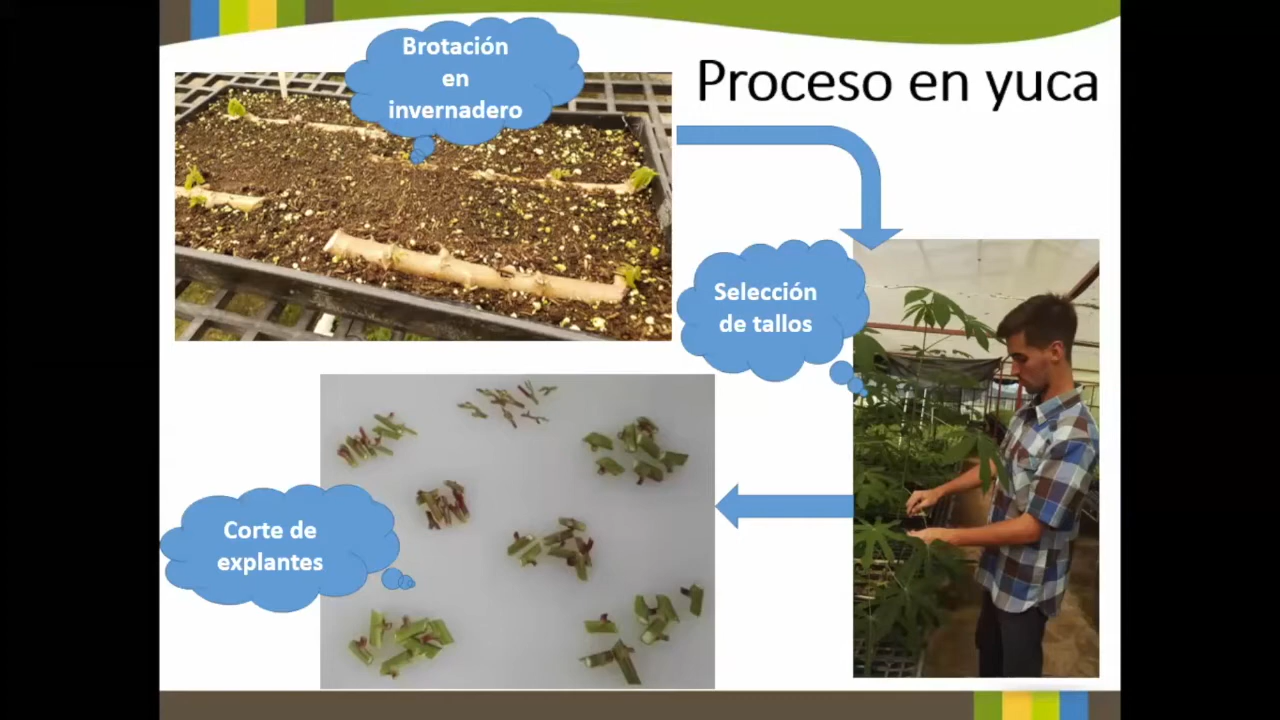 Proceso en yuca
Brotación
en
invernadero
Selección
de tallos
Corte de
explantes